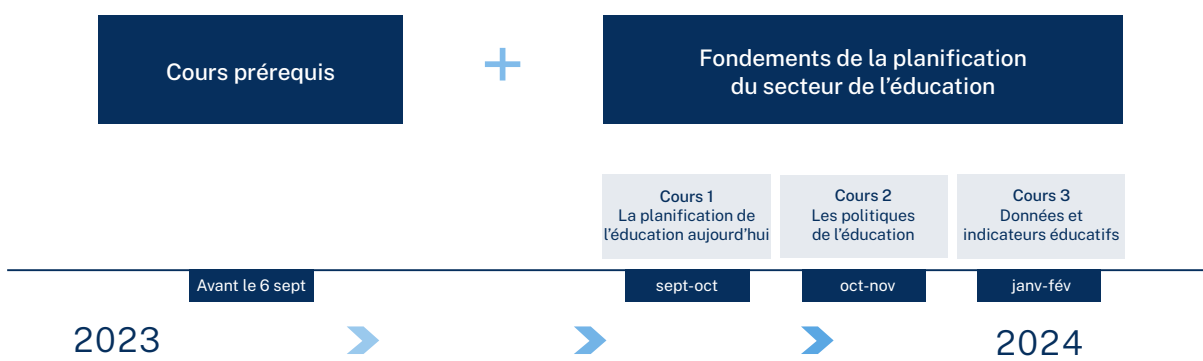 Cours prérequis
+
Fondements de la planification
du secteur de l’éducation
Cours 1
La planification de
l’éducation aujourd’hui
Cours 2
Les politiques
de l’éducation
Cours 3
Données et
indicateurs éducatifs
Avant le 6 sept
sept-oct
oct-nov
janv-fév
2023
2024